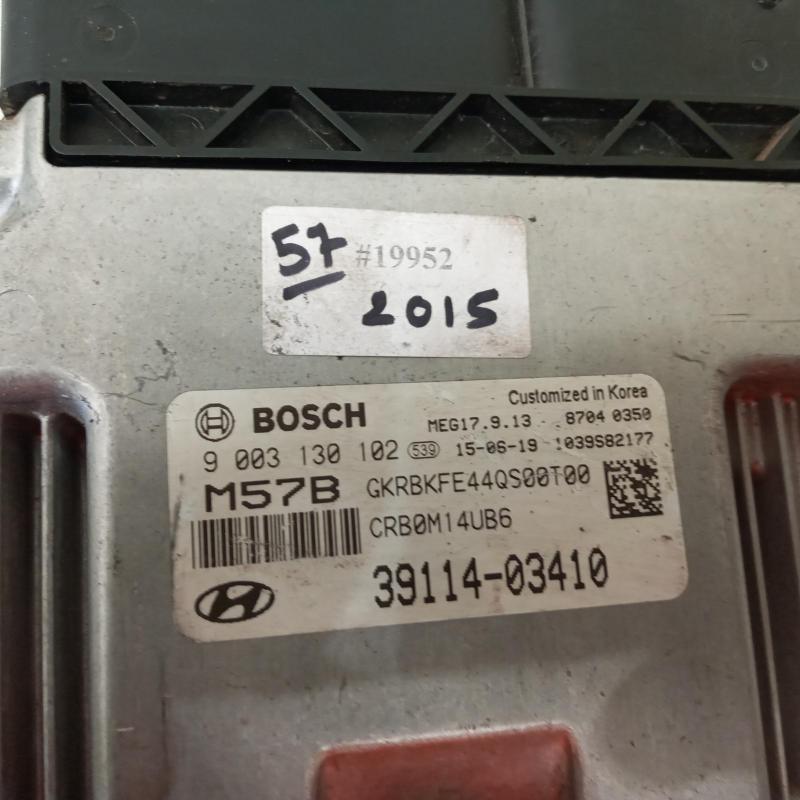 57 #19952
2015
Customized in Korea
BOSCH MEG17.9.13 8704 0350
9 003 130 102 539 15-06-19 1039S82177
M57B GKRBKFE44QS00T00
CRB0M14UB6
39114-03410